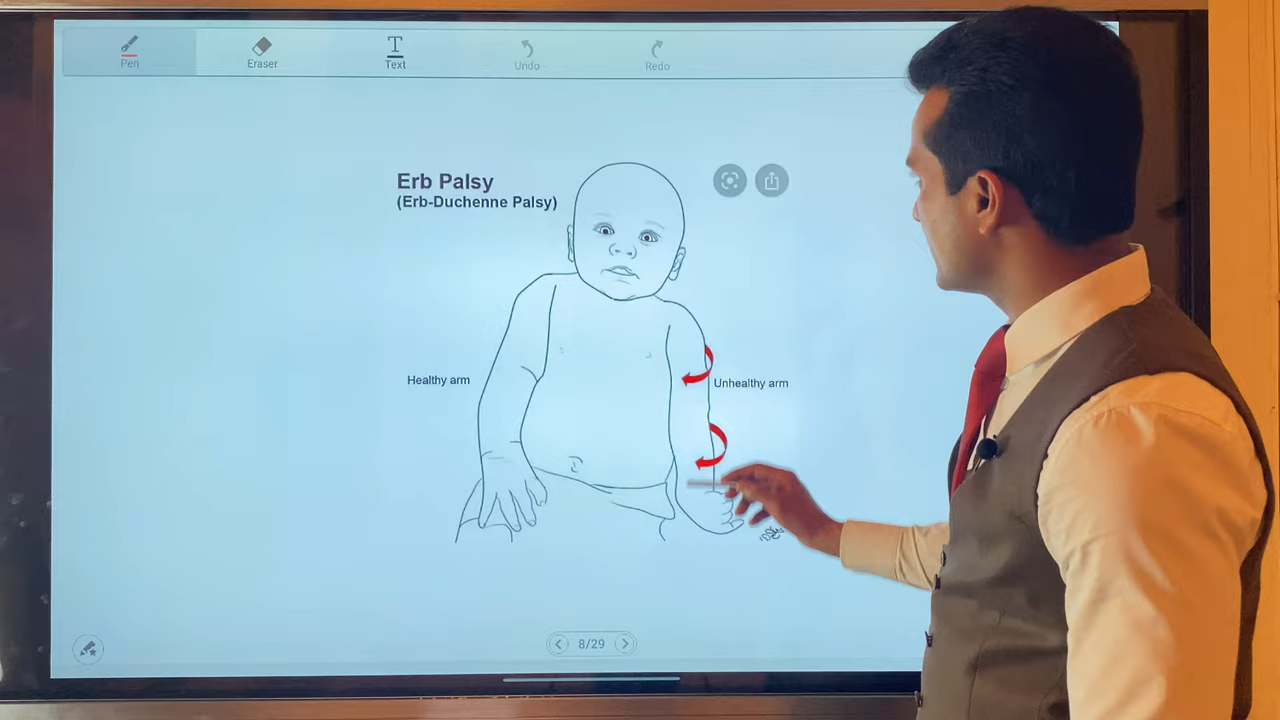 Pen
Eraser
Text
Undo
Redo
Erb Palsy
(Erb-Duchenne Palsy)
Healthy arm
Unhealthy arm
8/29